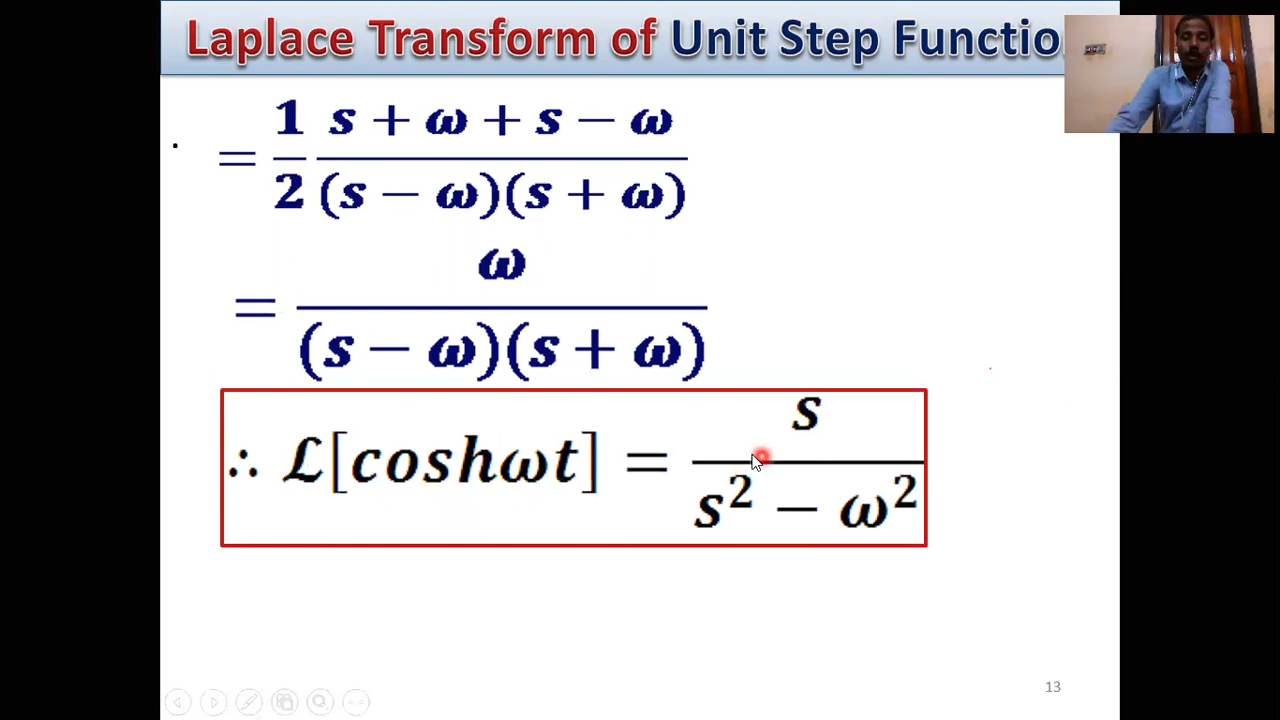 Laplace Transform of Unit Step Functio
= 1/2 (s + ω + s − ω)/((s − ω)(s + ω))
= ω/((s − ω)(s + ω))
∴ ℒ[coshωt] = s/(s² − ω²)
13